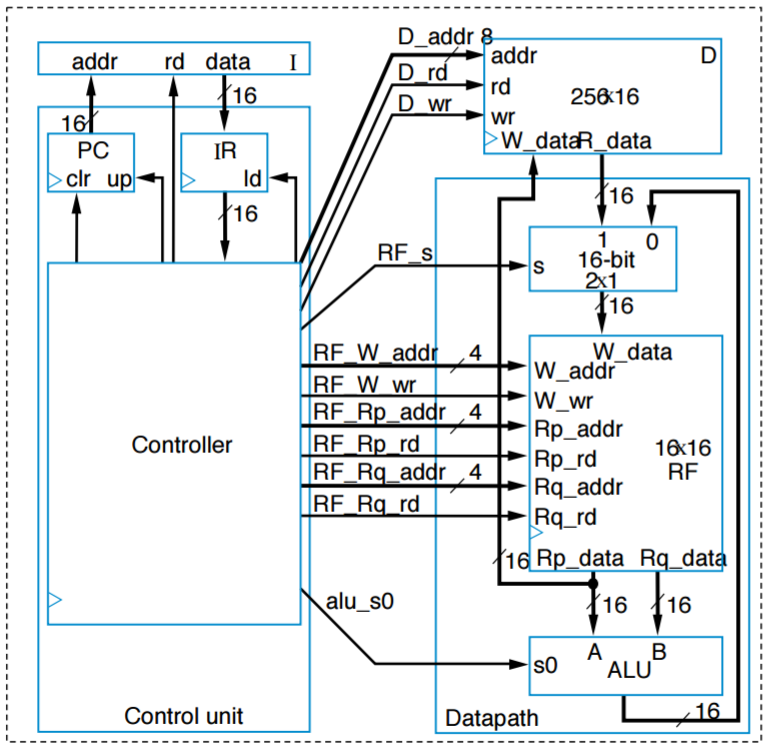 D_addr 8
addr rd data I
addr D
D_rd
rd
16
256x16
D_wr
wr
16
PC IR
W_data R_data
clr up ld
16
16
1 0
RF_s
s 16-bit
2x1
16
RF_W_addr 4
W_data
W_addr
RF_W_wr
W_wr
RF_Rp_addr 4
Rp_addr
Controller
RF_Rp_rd
Rp_rd
16x16
RF
RF_Rq_addr 4
Rq_addr
RF_Rq_rd
Rq_rd
16 Rp_data Rq_data
alu_s0
16 16
A B
s0 ALU
Control unit
Datapath
16